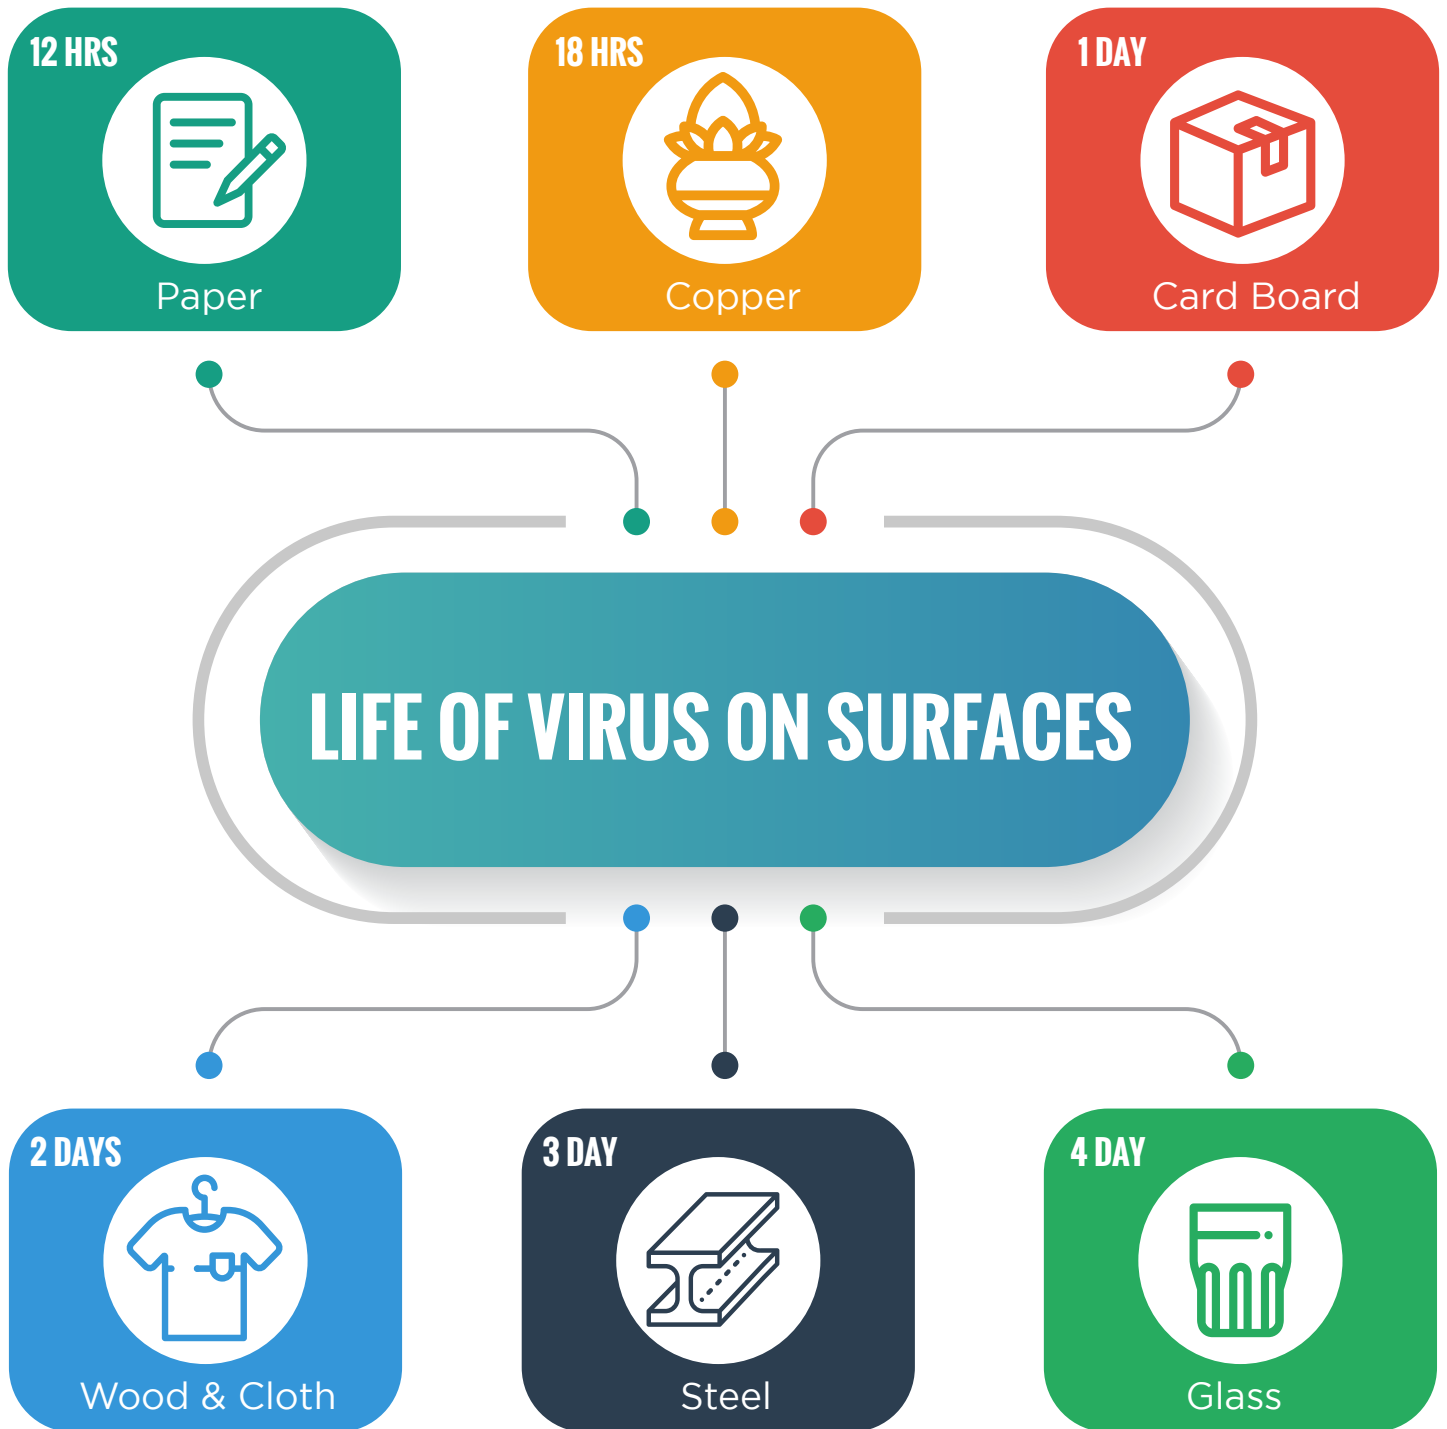 12 HRS
Paper
18 HRS
Copper
1 DAY
Card Board
LIFE OF VIRUS ON SURFACES
2 DAYS
Wood & Cloth
3 DAY
Steel
4 DAY
Glass